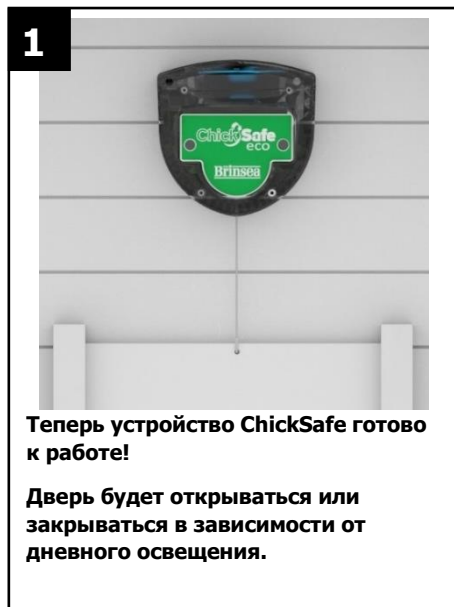 1
ChickSafe
eco
Brinsea
Теперь устройство ChickSafe готово
к работе!
Дверь будет открываться или
закрываться в зависимости от
дневного освещения.